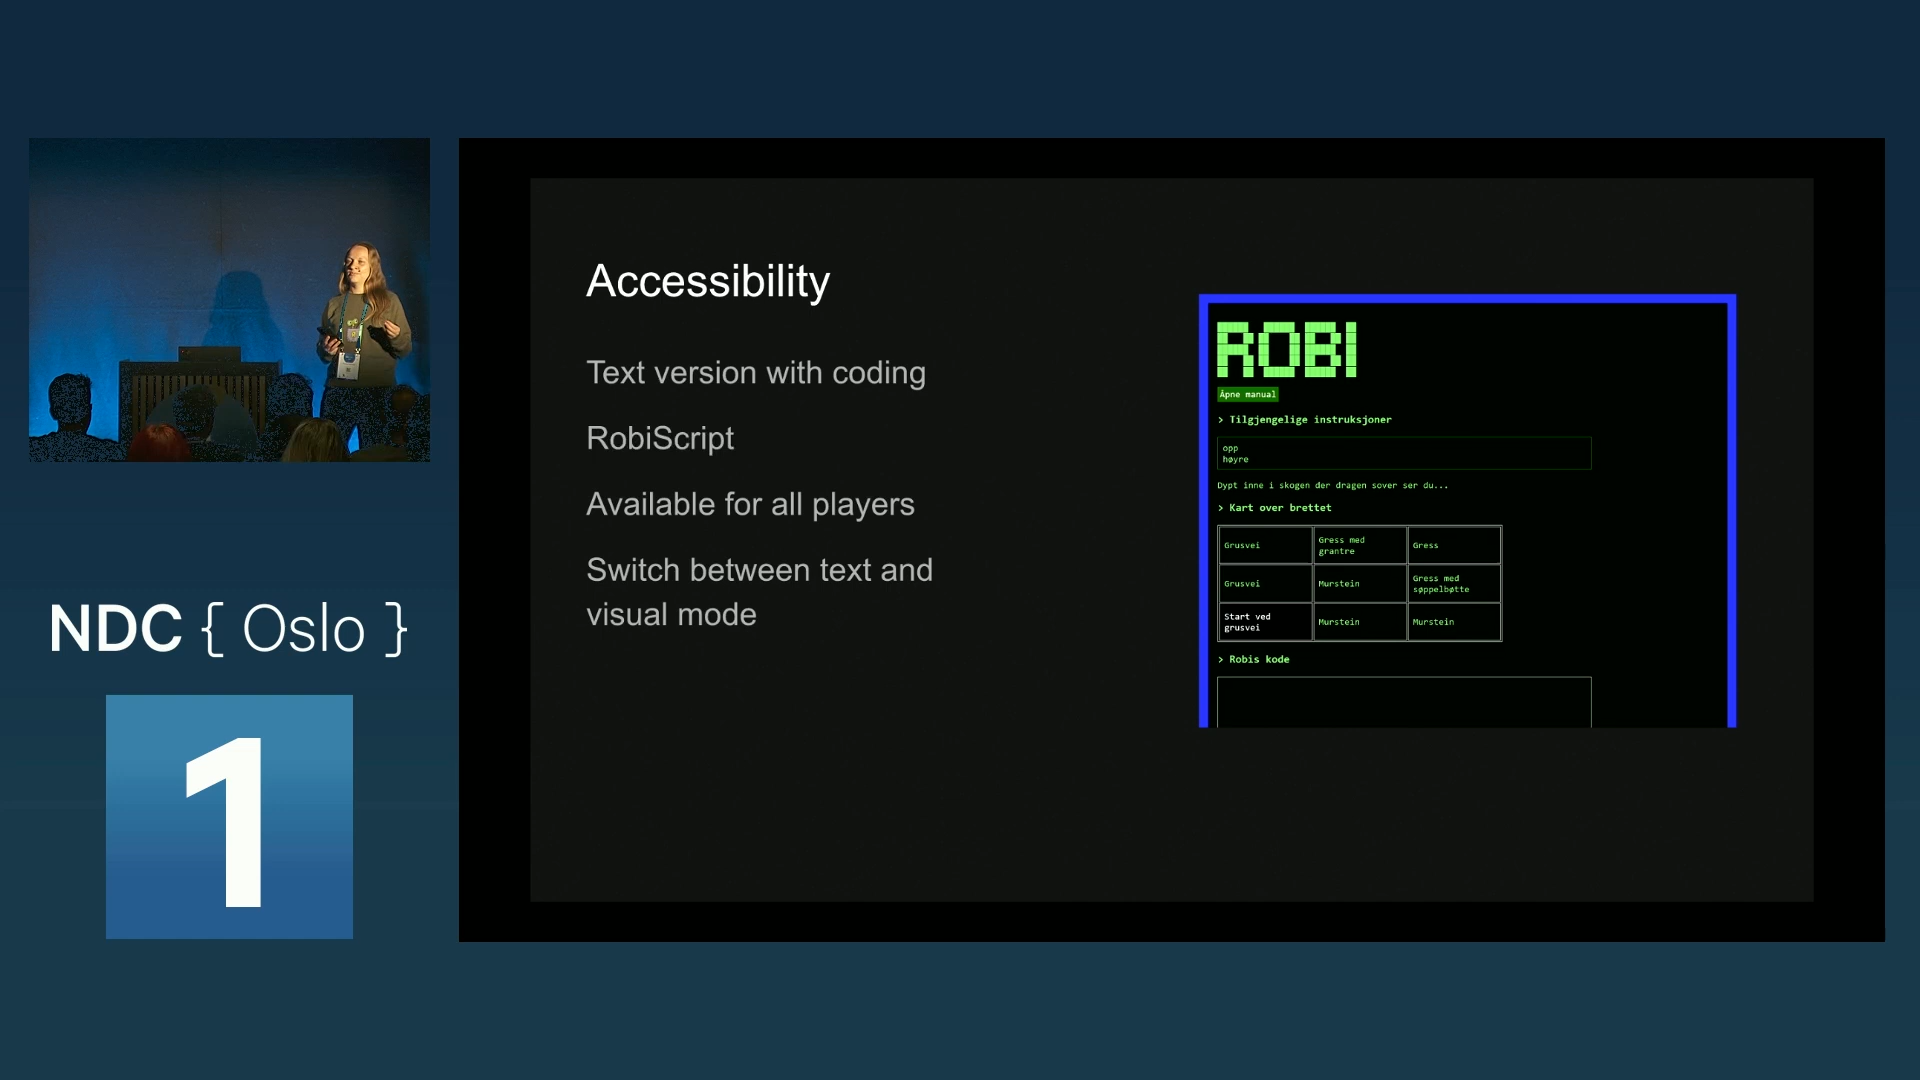 Accessibility
Text version with coding
RobiScript
Available for all players
Switch between text and
visual mode
ROBI
Åpne manual
> Tilgjengelige instruksjoner
opp
høyre
Dypt inne i skogen der dragen sover ser du...
> Kart over brettet
Grusvei
Gress med
grantre
Gress
Grusvei
Murstein
Gress med
søppelbøtte
Start ved
grusvei
Murstein
Murstein
> Robis kode
NDC { Oslo }
1